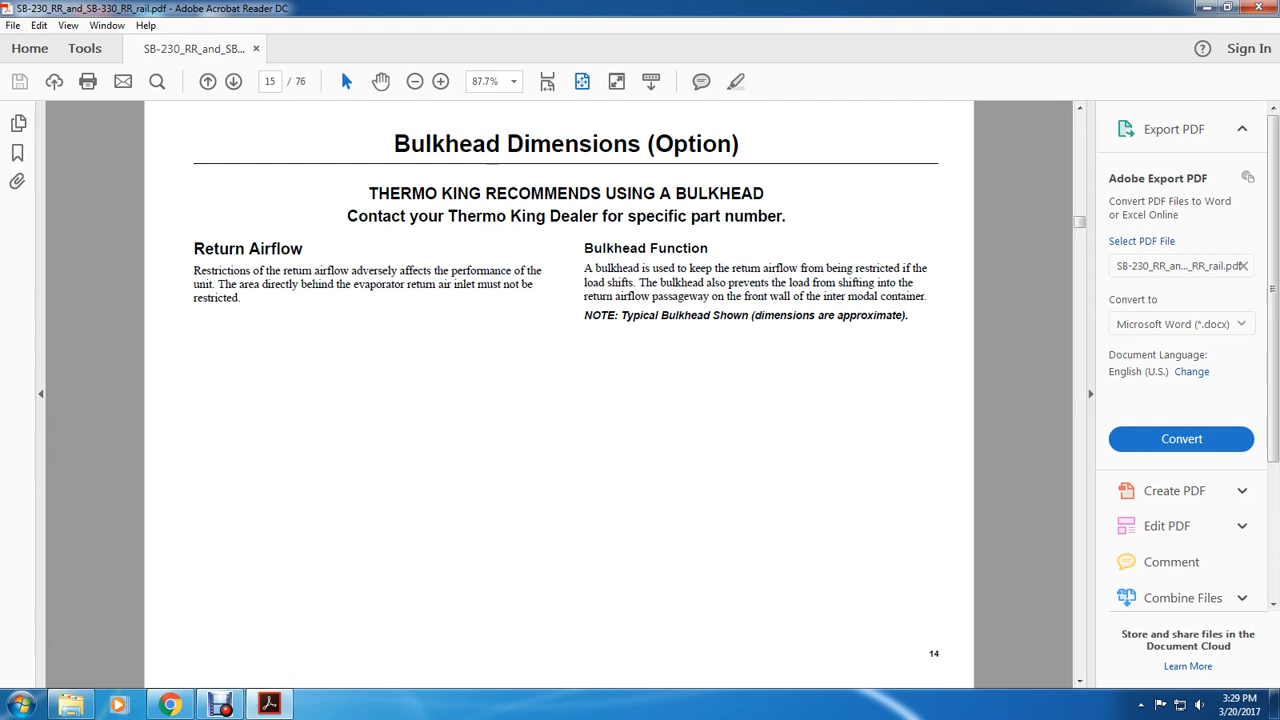 SB-230_RR_and_SB-330_RR_rail.pdf - Adobe Acrobat Reader DC
File Edit View Window Help
Home Tools SB-230_RR_and_SB... × Sign In
15 / 76 87.7%
Bulkhead Dimensions (Option)
THERMO KING RECOMMENDS USING A BULKHEAD
Contact your Thermo King Dealer for specific part number.
Return Airflow
Restrictions of the return airflow adversely affects the performance of the
unit. The area directly behind the evaporator return air inlet must not be
restricted.
Bulkhead Function
A bulkhead is used to keep the return airflow from being restricted if the
load shifts. The bulkhead also prevents the load from shifting into the
return airflow passageway on the front wall of the inter modal container.
NOTE: Typical Bulkhead Shown (dimensions are approximate).
14
Export PDF
Adobe Export PDF
Convert PDF Files to Word
or Excel Online
Select PDF File
SB-230_RR_an..._RR_rail.pdf
Convert to
Microsoft Word (*.docx)
Document Language:
English (U.S.) Change
Convert
Create PDF
Edit PDF
Comment
Combine Files
Store and share files in the
Document Cloud
Learn More
3:29 PM
3/20/2017